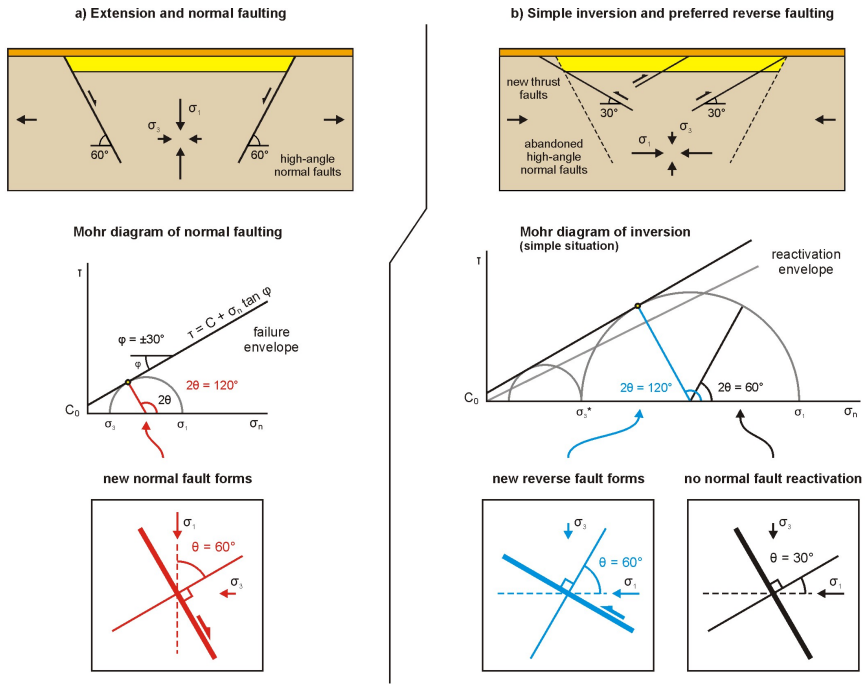 a) Extension and normal faulting
σ1
σ3
60°
60°
high-angle
normal faults
Mohr diagram of normal faulting
τ
τ = C + σn tan φ
φ = ±30°
φ
failure
envelope
2θ = 120°
2θ
C0
σ3
σ1
σn
new normal fault forms
σ1
θ = 60°
σ3
b) Simple inversion and preferred reverse faulting
new thrust
faults
30°
30°
σ3
σ1
abandoned
high-angle
normal faults
Mohr diagram of inversion
(simple situation)
τ
reactivation
envelope
2θ = 120°
2θ = 60°
C0
σ3*
σ1
σn
new reverse fault forms
σ3
θ = 60°
σ1
no normal fault reactivation
σ3
θ = 30°
σ1